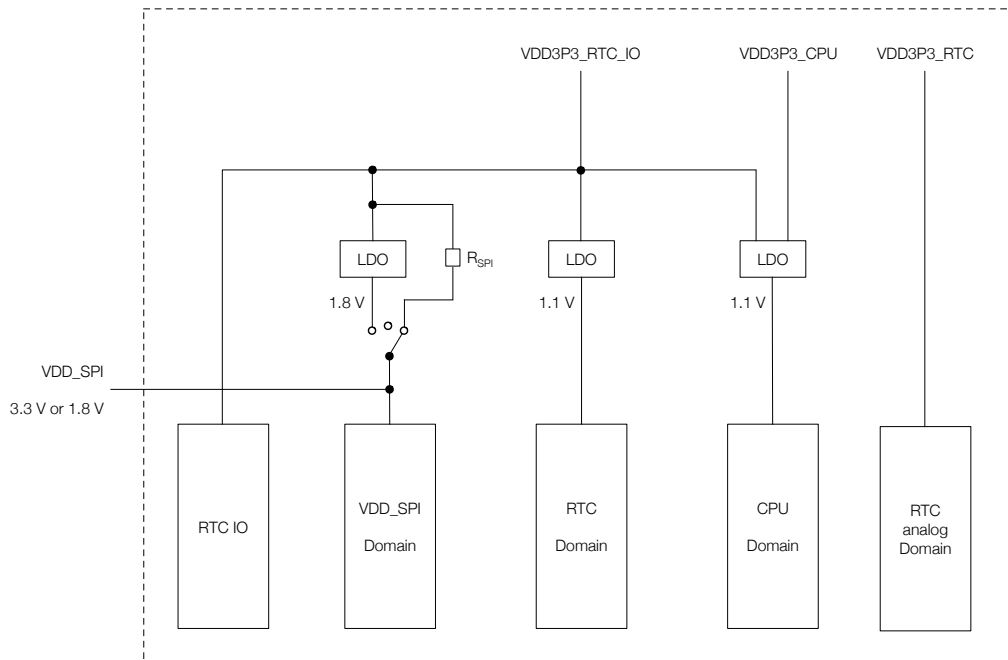 VDD3P3_RTC_IO
VDD3P3_CPU
VDD3P3_RTC
LDO
RSPI
LDO
LDO
1.8 V
1.1 V
1.1 V
VDD_SPI
3.3 V or 1.8 V
RTC IO
VDD_SPI
Domain
RTC
Domain
CPU
Domain
RTC
analog
Domain